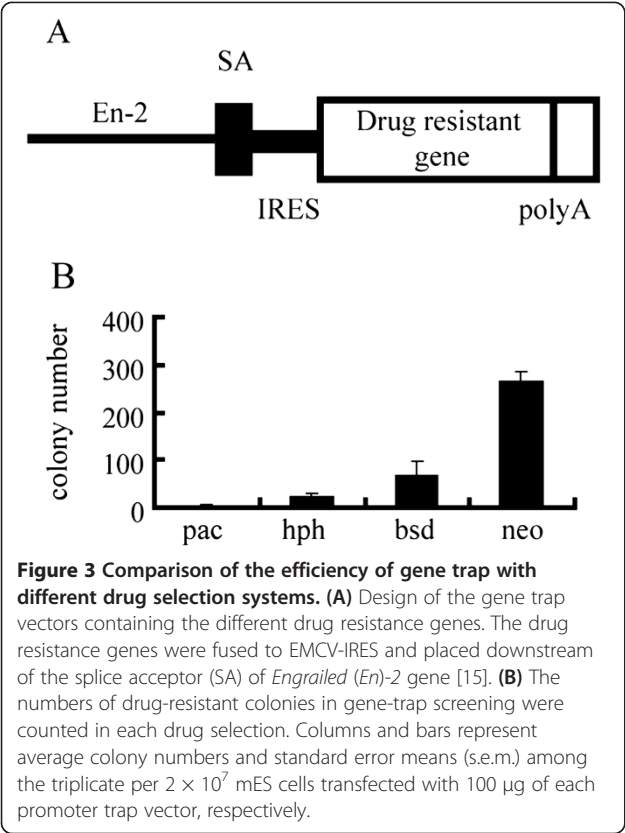 A
SA
En-2
Drug resistant
gene
IRES
polyA
B
colony number
400
300
200
100
0
pac
hph
bsd
neo
Figure 3 Comparison of the efficiency of gene trap with
different drug selection systems. (A) Design of the gene trap
vectors containing the different drug resistance genes. The drug
resistance genes were fused to EMCV-IRES and placed downstream
of the splice acceptor (SA) of Engrailed (En)-2 gene [15]. (B) The
numbers of drug-resistant colonies in gene-trap screening were
counted in each drug selection. Columns and bars represent
average colony numbers and standard error means (s.e.m.) among
the triplicate per 2 × 10⁷ mES cells transfected with 100 μg of each
promoter trap vector, respectively.